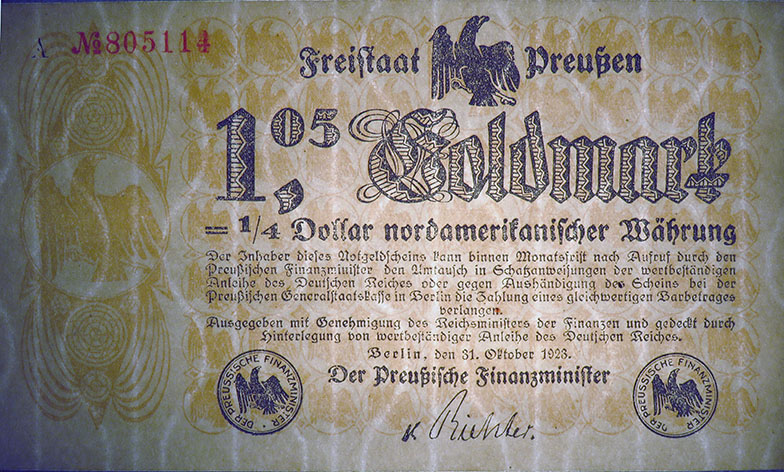 A №805114
Freistaat Preußen
1,05 Goldmark
= 1/4 Dollar nordamerikanischer Währung
Der Inhaber dieses Notgeldscheins kann binnen Monatsfrist nach Aufruf durch den
Preußischen Finanzminister den Umtausch in Schatzanweisungen der wertbeständigen
Anleihe des Deutschen Reiches oder gegen Aushändigung des Scheins bei der
Preußischen Generalstaatskasse in Berlin die Zahlung eines gleichwertigen Barbetrages
verlangen.
Ausgegeben mit Genehmigung des Reichsministers der Finanzen und gedeckt durch
Hinterlegung von wertbeständiger Anleihe des Deutschen Reiches.
Berlin, den 31. Oktober 1923.
Der Preußische Finanzminister
DER PREUSSISCHE FINANZMINISTER
v Richter.
DER PREUSSISCHE FINANZMINISTER